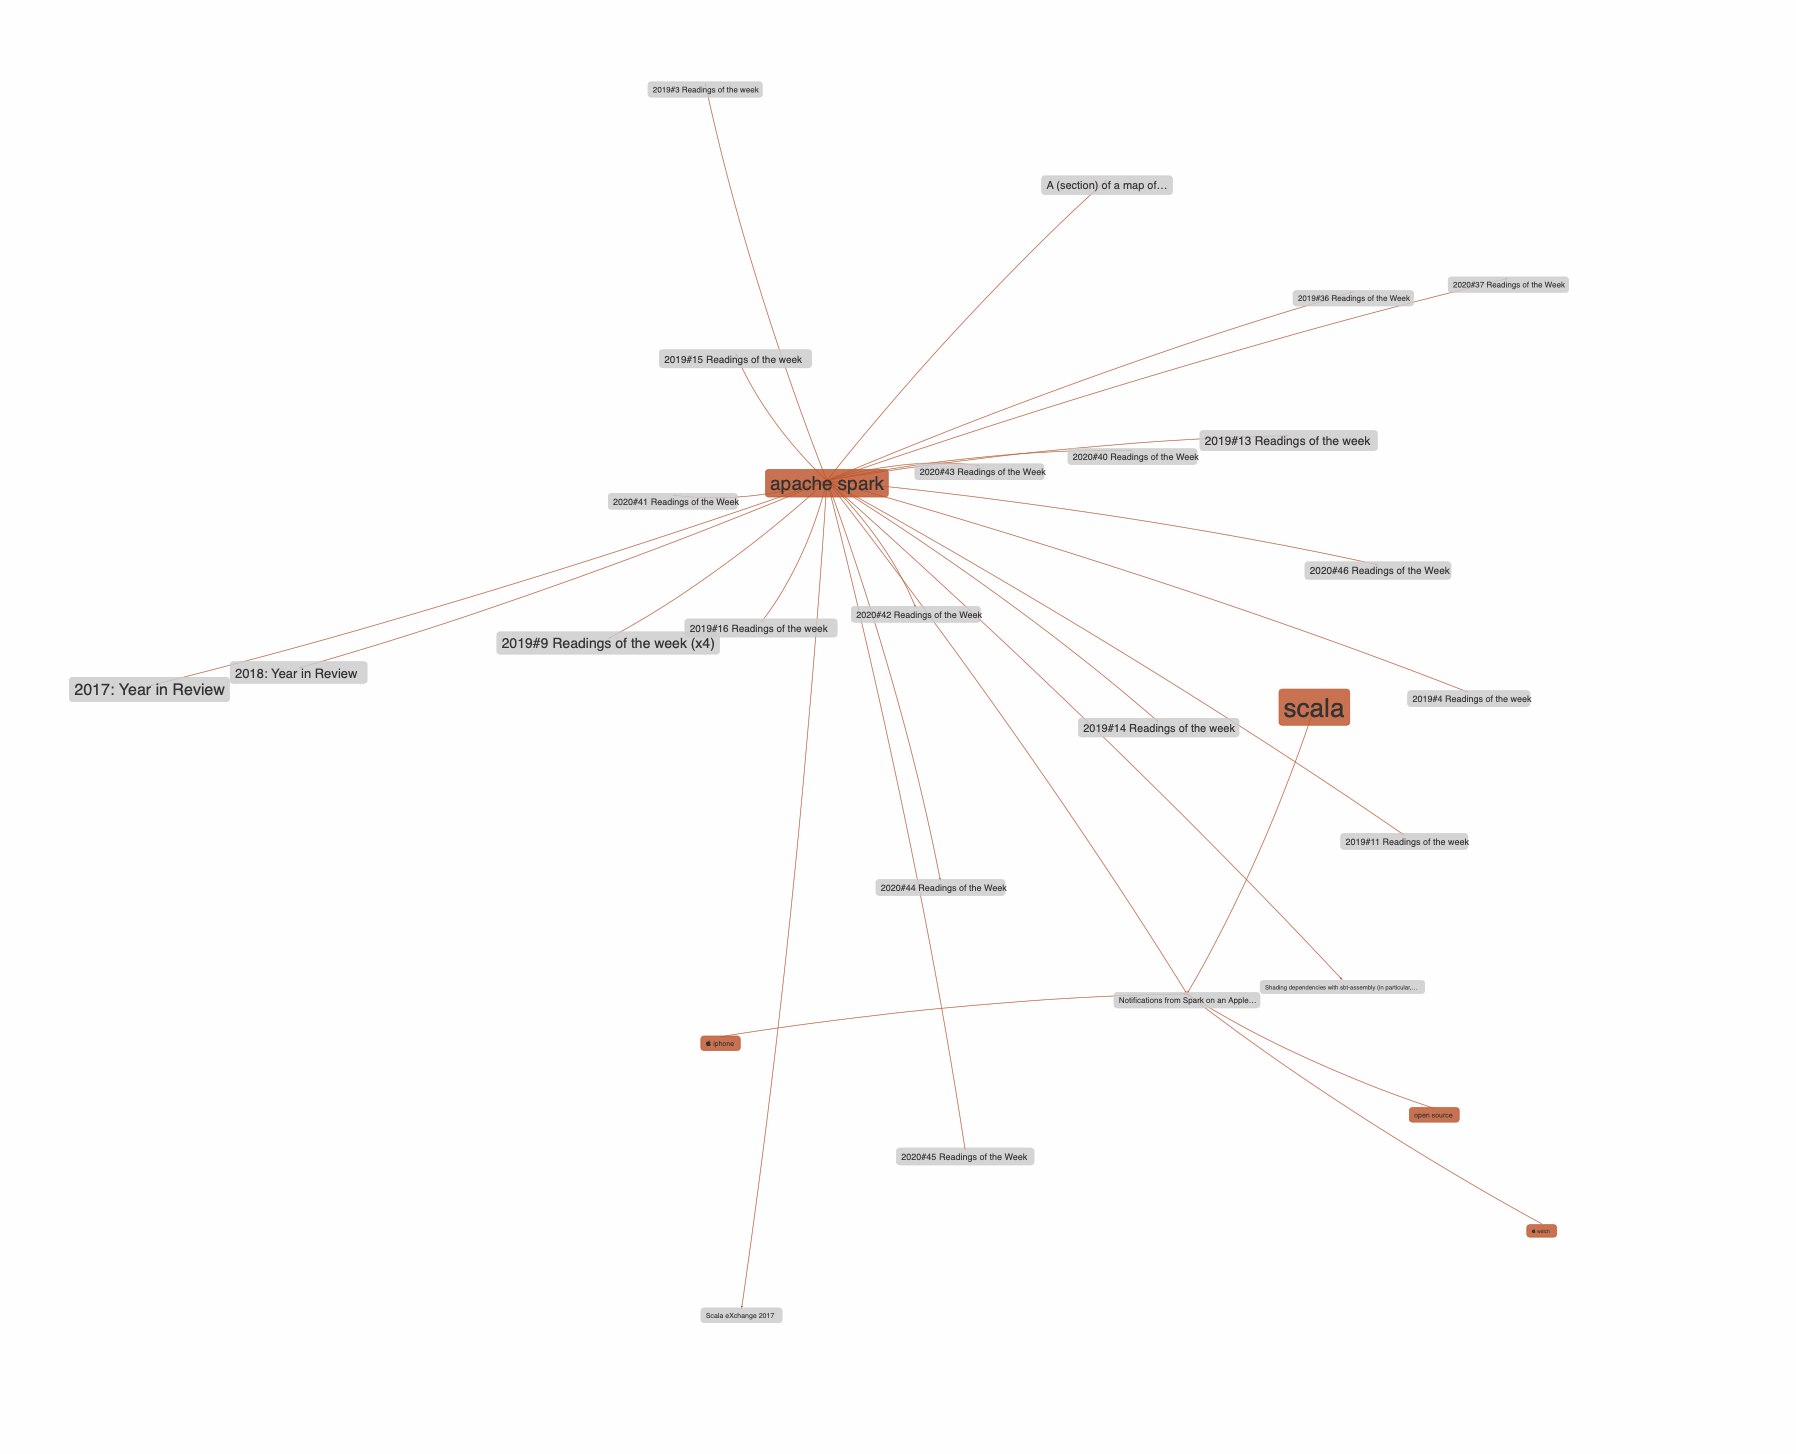 2019#3 Readings of the week
A (section) of a map of…
2020#37 Readings of the Week
2019#36 Readings of the Week
2019#15 Readings of the week
2019#13 Readings of the week
2020#40 Readings of the Week
2020#43 Readings of the Week
apache spark
2020#41 Readings of the Week
2020#46 Readings of the Week
2020#42 Readings of the Week
2019#16 Readings of the week
2019#9 Readings of the week (x4)
2018: Year in Review
2017: Year in Review
2019#4 Readings of the week
scala
2019#14 Readings of the week
2019#11 Readings of the week
2020#44 Readings of the Week
Shading dependencies with sbt-assembly (in particular,…
Notifications from Spark on an Apple…
iphone
open source
2020#45 Readings of the Week
watch
Scala eXchange 2017